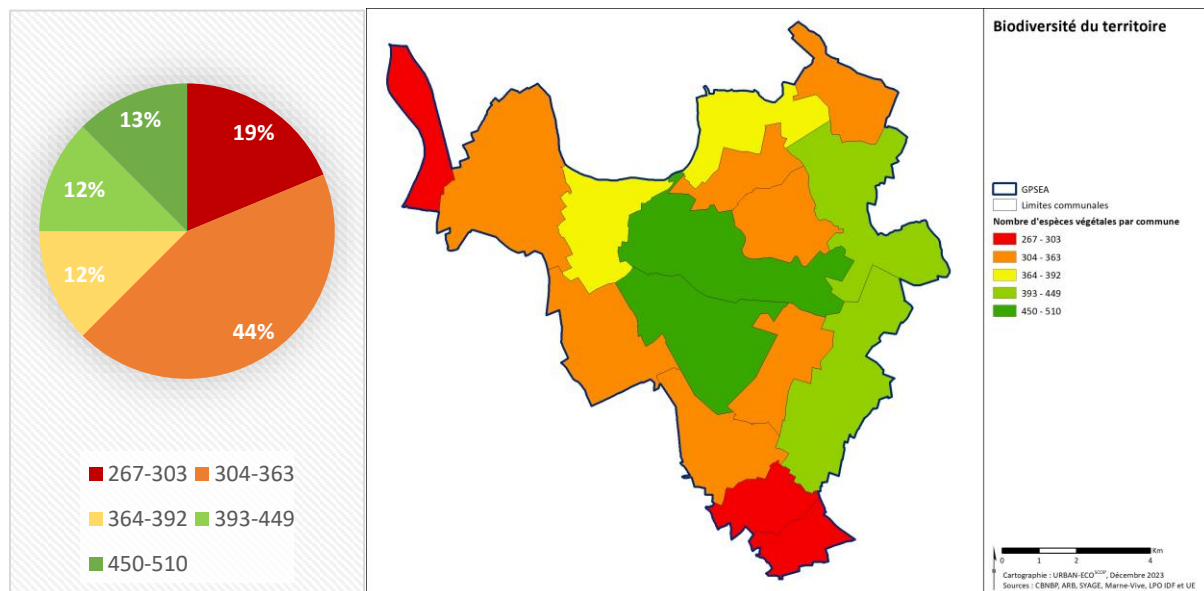 19%
44%
12%
12%
13%
267-303 304-363
364-392 393-449
450-510
Biodiversité du territoire
GPSEA
Limites communales
Nombre d'espèces végétales par commune
267 - 303
304 - 363
364 - 392
393 - 449
450 - 510
Km
0 1 2 4
Cartographie : URBAN-ECOSCOP, Décembre 2023
Sources : CBNBP, ARB, SYAGE, Marne-Vive, LPO IDF et UE